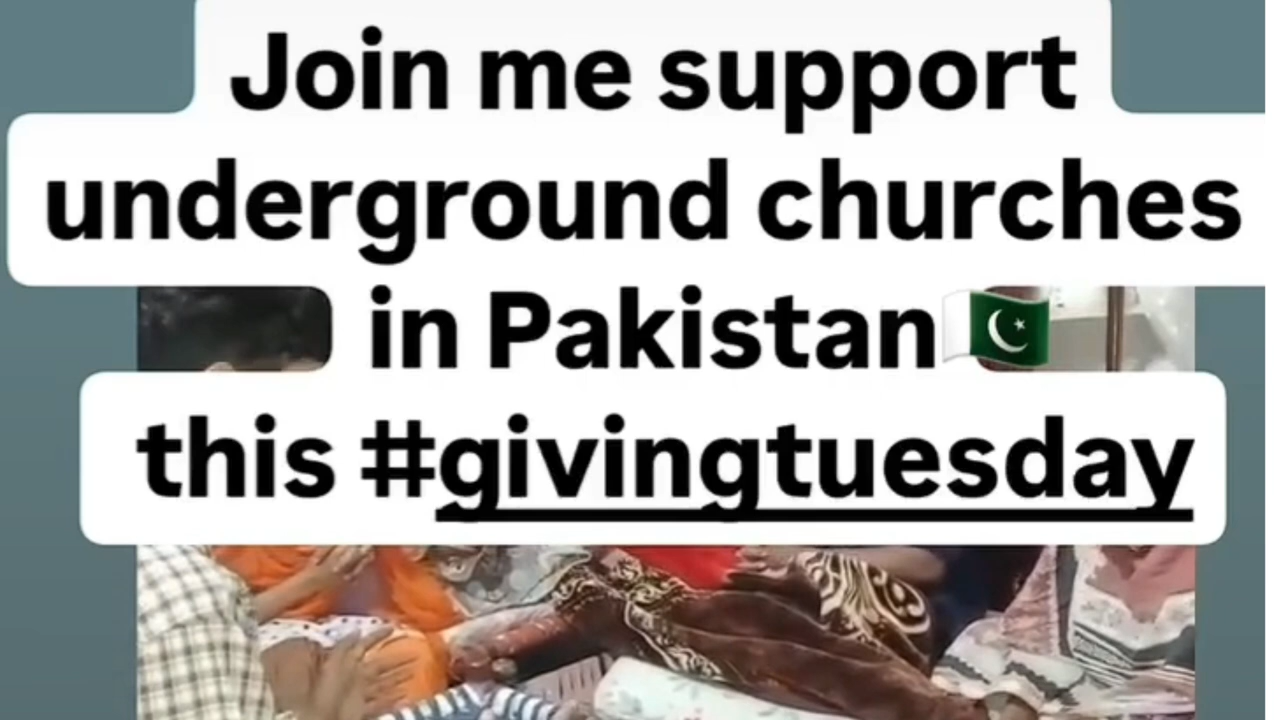 Join me support
underground churches
in Pakistan🇵🇰
this #givingtuesday